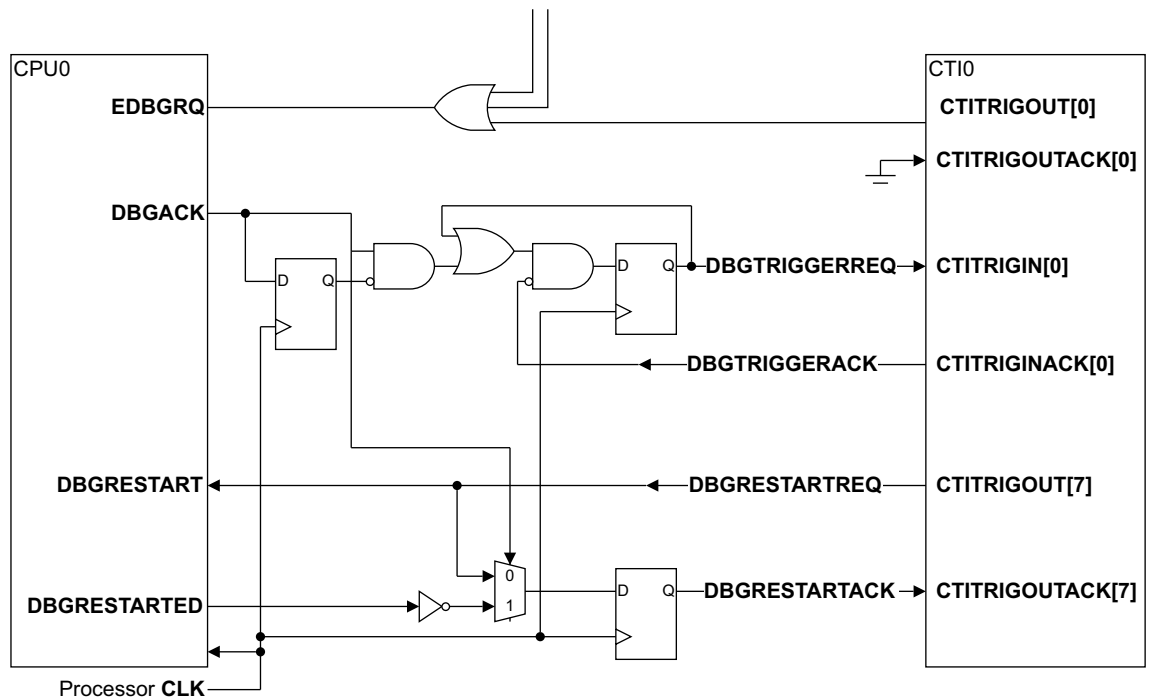 CPU0
CTI0
EDBGRQ
CTITRIGOUT[0]
CTITRIGOUTACK[0]
DBGACK
D Q
D Q
DBGTRIGGERREQ
CTITRIGIN[0]
DBGTRIGGERACK
CTITRIGINACK[0]
DBGRESTART
DBGRESTARTREQ
CTITRIGOUT[7]
0
1
DBGRESTARTED
D Q
DBGRESTARTACK
CTITRIGOUTACK[7]
Processor CLK